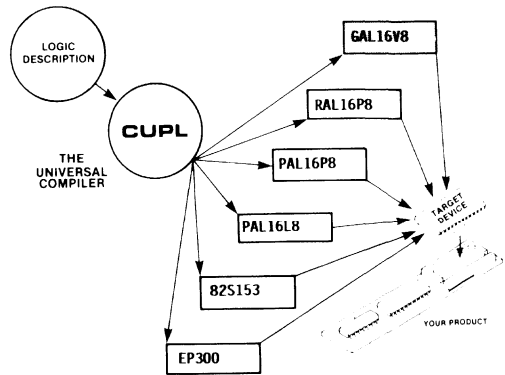 LOGIC
DESCRIPTION
CUPL
THE
UNIVERSAL
COMPILER
GAL16V8
RAL16P8
PAL16P8
PAL16L8
82S153
EP300
TARGET
DEVICE
YOUR PRODUCT